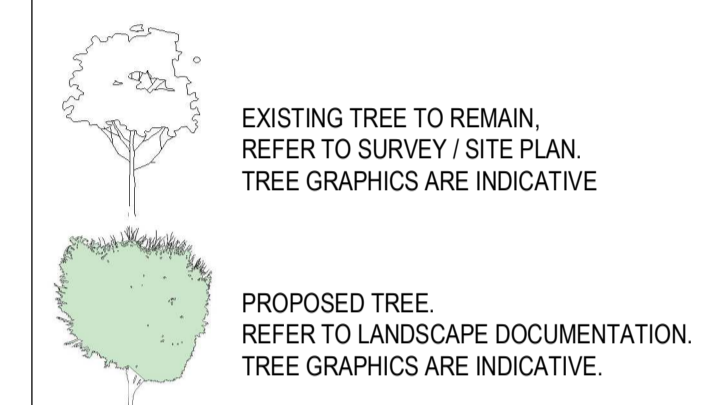 EXISTING TREE TO REMAIN,
REFER TO SURVEY / SITE PLAN.
TREE GRAPHICS ARE INDICATIVE
PROPOSED TREE.
REFER TO LANDSCAPE DOCUMENTATION.
TREE GRAPHICS ARE INDICATIVE.